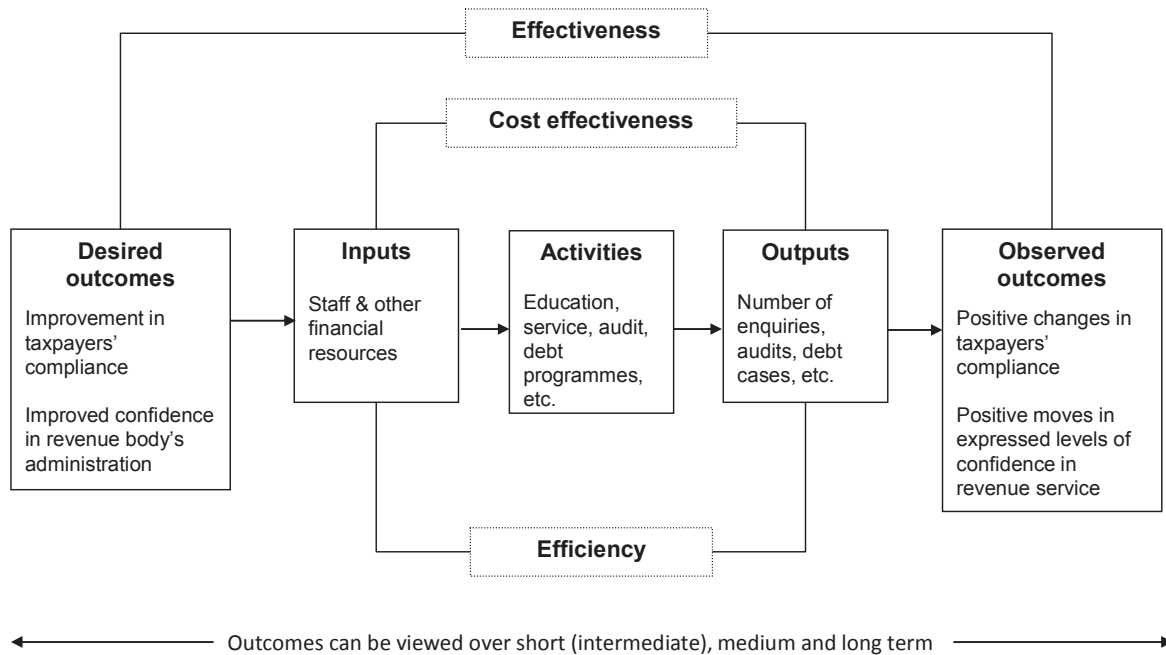 Effectiveness
Cost effectiveness
Desired
outcomes
Improvement in
taxpayers’
compliance
Improved confidence
in revenue body’s
administration
Inputs
Staff & other
financial
resources
Activities
Education,
service, audit,
debt
programmes,
etc.
Outputs
Number of
enquiries,
audits, debt
cases, etc.
Observed
outcomes
Positive changes in
taxpayers’
compliance
Positive moves in
expressed levels of
confidence in
revenue service
Efficiency
Outcomes can be viewed over short (intermediate), medium and long term